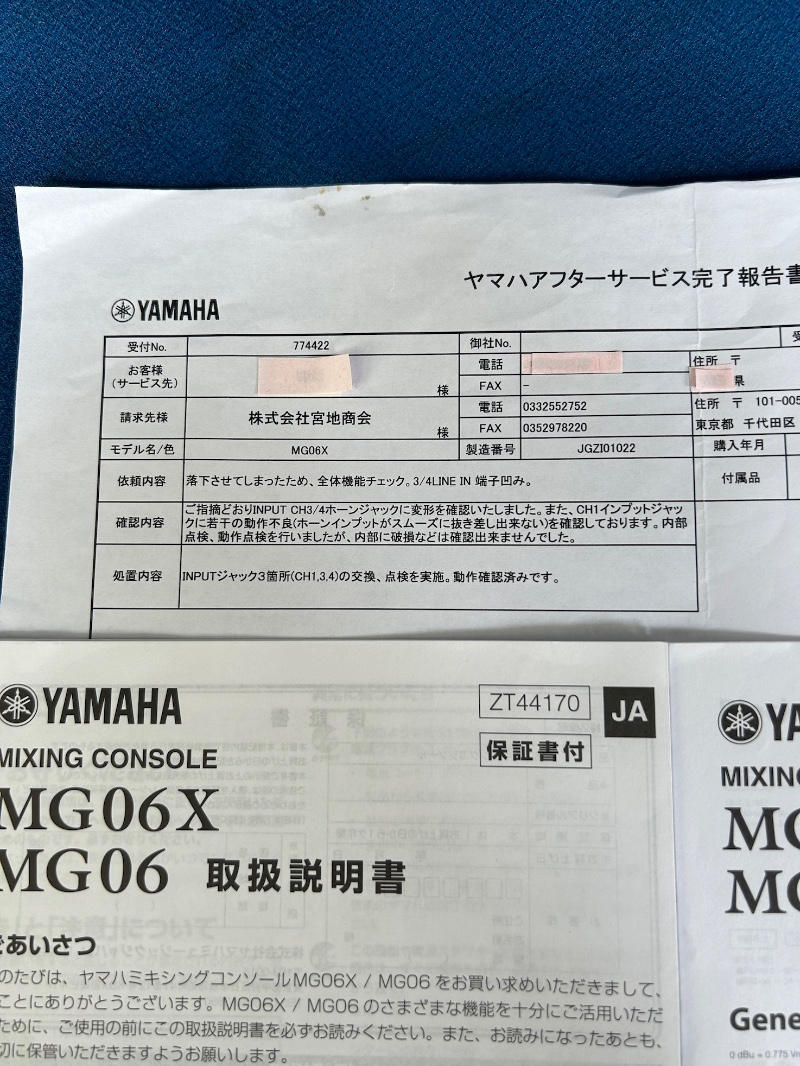 ヤマハアフターサービス完了報告書
YAMAHA
受付No. 774422 御社No.
お客様
(サービス先) 様
電話
FAX -
住所 〒
県
請求先様 株式会社宮地商会 様
電話 0332552752
FAX 0352978220
住所 〒 101-005
東京都 千代田区
モデル名/色 MG06X 製造番号 JGZI01022 購入年月
依頼内容 落下させてしまったため、全体機能チェック。3/4LINE IN 端子凹み。 付属品
確認内容 ご指摘どおりINPUT CH3/4ホーンジャックに変形を確認いたしました。また、CH1インプットジャッ
クに若干の動作不良(ホーンインプットがスムーズに抜き差し出来ない)を確認しております。内部
点検、動作点検を行いましたが、内部に破損などは確認出来ませんでした。
処置内容 INPUTジャック3箇所(CH1,3,4)の交換、点検を実施。動作確認済みです。
YAMAHA
ZT44170 JA
保証書付
MIXING CONSOLE
MG06X
MG06 取扱説明書
ごあいさつ
のたびは、ヤマハミキシングコンソールMG06X / MG06 をお買い求めいただきまして、
ことにありがとうございます。MG06X / MG06 のさまざまな機能を十分にご活用いただ
ために、ご使用の前にこの取扱説明書を必ずお読みください。また、お読みになったあとも、
切に保管いただきますようお願いします。
YA
MIXING
MG
MG
Gene
0 dBu = 0.775 Vr